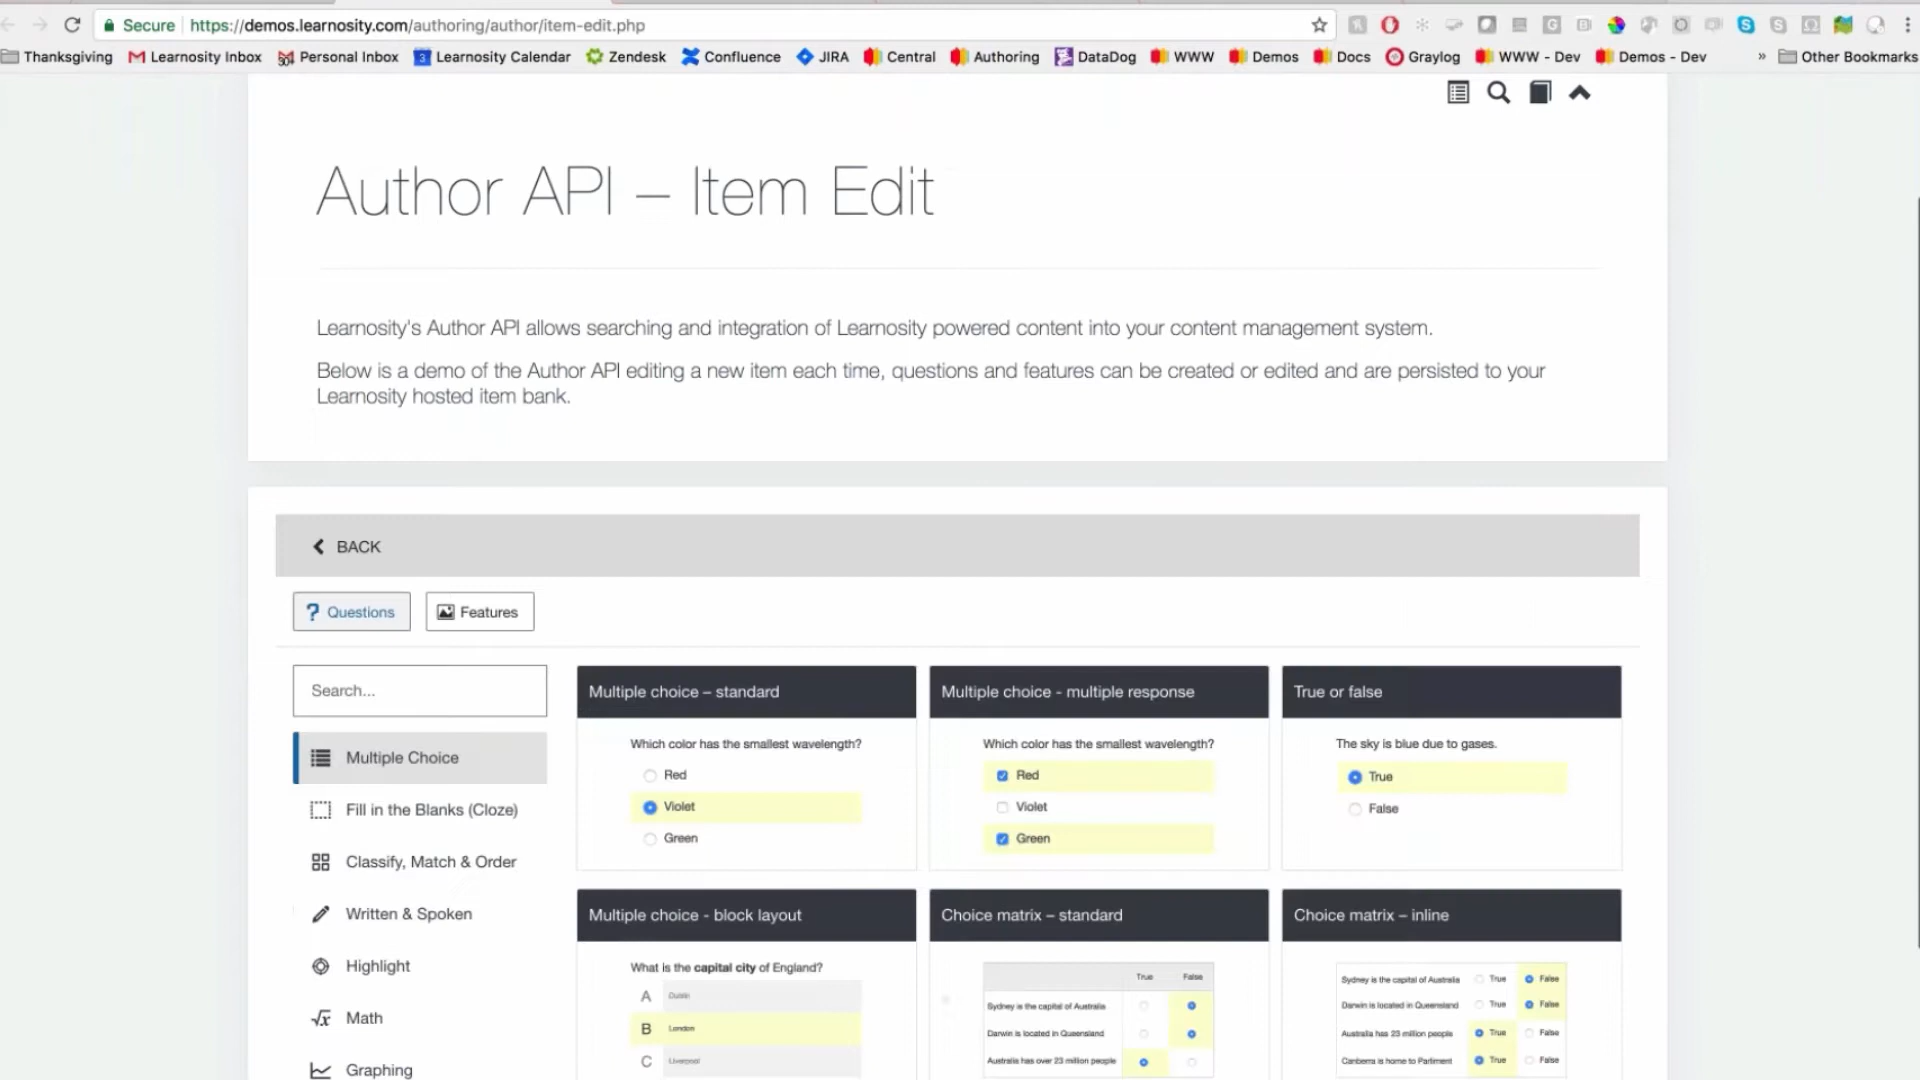 Secure https://demos.learnosity.com/authoring/author/item-edit.php
Thanksgiving Learnosity Inbox Personal Inbox 3 Learnosity Calendar Zendesk Confluence JIRA Central Authoring DataDog WWW Demos Docs Graylog WWW - Dev Demos - Dev » Other Bookmarks
Author API – Item Edit
Learnosity's Author API allows searching and integration of Learnosity powered content into your content management system.
Below is a demo of the Author API editing a new item each time, questions and features can be created or edited and are persisted to your
Learnosity hosted item bank.
BACK
? Questions Features
Search...
Multiple Choice
Fill in the Blanks (Cloze)
Classify, Match & Order
Written & Spoken
Highlight
√x Math
Graphing
Multiple choice – standard
Which color has the smallest wavelength?
Red
Violet
Green
Multiple choice - multiple response
Which color has the smallest wavelength?
Red
Violet
Green
True or false
The sky is blue due to gases.
True
False
Multiple choice - block layout
What is the capital city of England?
A Dublin
B London
C Liverpool
Choice matrix – standard
True False
Sydney is the capital of Australia
Darwin is located in Queensland
Australia has over 23 million people
Choice matrix – inline
Sydney is the capital of Australia True False
Darwin is located in Queensland True False
Australia has 23 million people True False
Canberra is home to Parliment True False